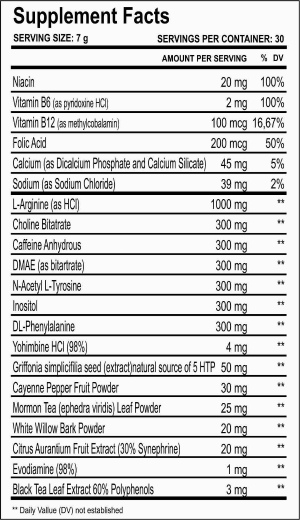 Supplement Facts
SERVING SIZE: 7 g SERVINGS PER CONTAINER: 30
AMOUNT PER SERVING % DV
Niacin 20 mg 100%
Vitamin B6 (as pyridoxine HCl) 2 mg 100%
Vitamin B12 (as methylcobalamin) 100 mcg 16,67%
Folic Acid 200 mcg 50%
Calcium (as Dicalcium Phosphate and Calcium Silicate) 45 mg 5%
Sodium (as Sodium Chloride) 39 mg 2%
L-Arginine (as HCl) 1000 mg **
Choline Bitatrate 300 mg **
Caffeine Anhydrous 300 mg **
DMAE (as bitartrate) 300 mg **
N-Acetyl L-Tyrosine 300 mg **
Inositol 300 mg **
DL-Phenylalanine 300 mg **
Yohimbine HCl (98%) 4 mg **
Griffonia simplicifilia seed (extract)natural source of 5 HTP 50 mg **
Cayenne Pepper Fruit Powder 30 mg **
Mormon Tea (ephedra viridis) Leaf Powder 25 mg **
White Willow Bark Powder 20 mg **
Citrus Aurantium Fruit Extract (30% Synephrine) 20 mg **
Evodiamine (98%) 1 mg **
Black Tea Leaf Extract 60% Polyphenols 3 mg **
** Daily Value (DV) not established